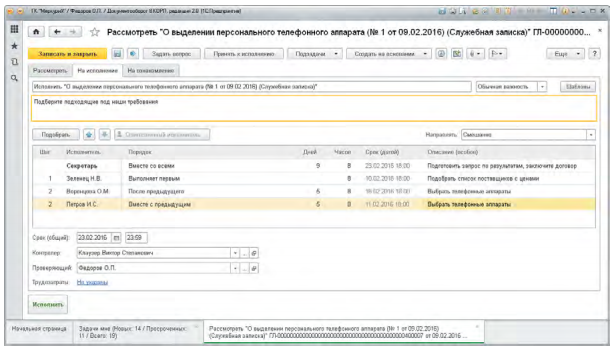 ТК "Меркурий" / Федоров О.П. / Документооборот 8 КОРП, редакция 2.0 (1С:Предприятие)
Рассмотреть "О выделении персонального телефонного аппарата (№ 1 от 09.02.2016) (Служебная записка)" ГЛ-00000000...
Записать и закрыть Задать вопрос Принять к исполнению Подзадачи Создать на основании Еще ?
Рассмотреть На исполнение На ознакомление
Исполнить "О выделении персонального телефонного аппарата (№ 1 от 09.02.2016) (Служебная записка)" Обычная важность Шаблоны
Подберите подходящие под наши требования
Подобрать Ответственный исполнитель Направлять: Смешанно
Шаг Исполнитель Порядок Дней Часов Срок (датой) Описание (особое)
Секретарь Вместе со всеми 9 8 23.02.2016 18:00 Подготовить запрос по результатам, заключите договор
1 Зеленец Н.В. Выполняет первым 8 10.02.2016 18:00 Подобрать список поставщиков с ценами
2 Воронцова О.М. После предыдущего 5 8 18.02.2016 18:00 Выбрать телефонные аппараты
2 Петров И.С. Вместе с предыдущим 5 8 11.02.2016 18:00 Выбрать телефонные аппараты
Срок (общий): 23.02.2016 23:59
Контролер: Клаузер Виктор Степанович
Проверяющий: Федоров О.П.
Трудозатраты: Не указаны
Исполнить
Начальная страница Задачи мне (Новых: 14 / Просроченных: 11 / Всего: 19) Рассмотреть "О выделении персонального телефонного аппарата (№ 1 от 09.02.2016)
(Служебная записка)" ГЛ-00000000000000000000000000000000400007 от 09.02.2016 ...